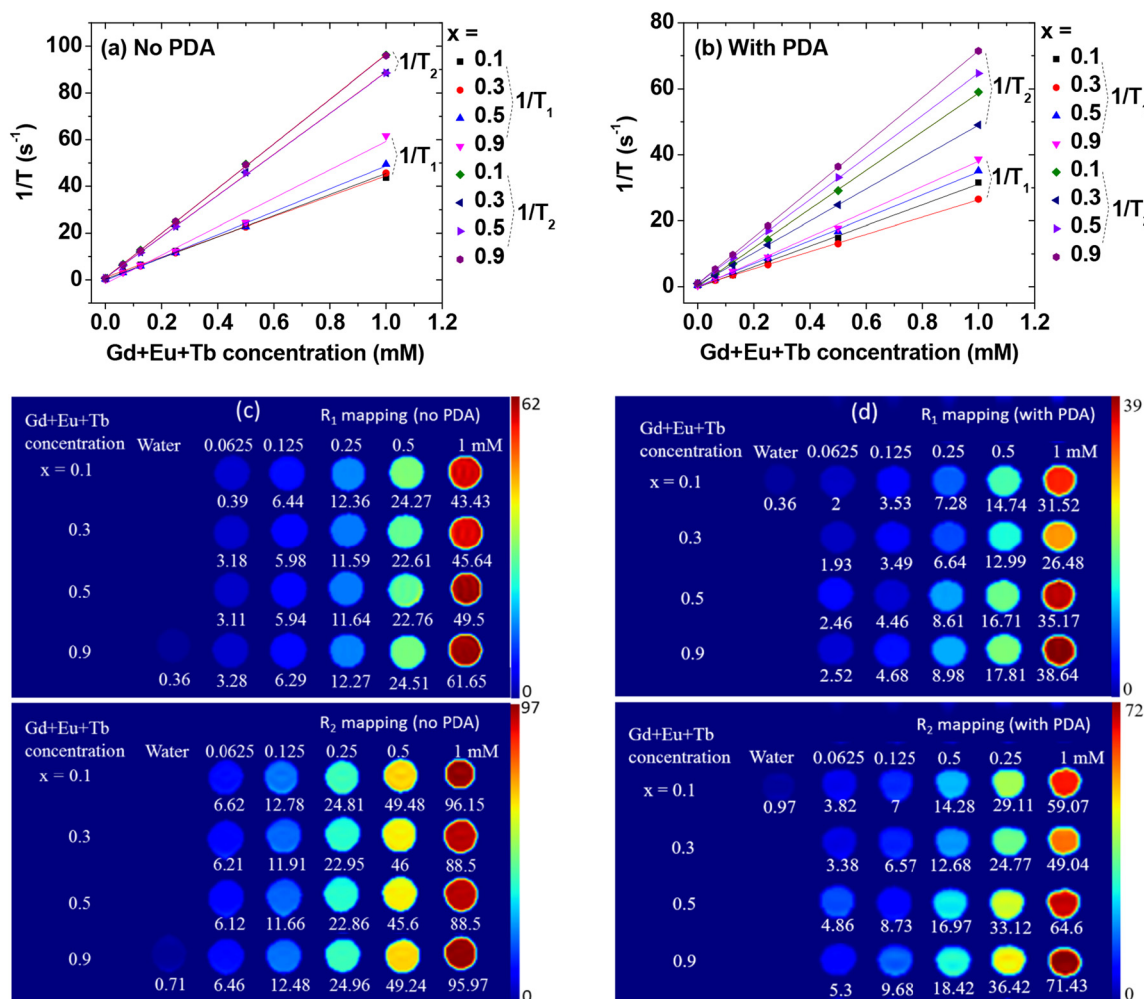 (a) No PDA
x =
0.1
0.3
0.5
0.9
0.1
0.3
0.5
0.9
1/T1
1/T2
1/T2
1/T1
100
80
60
40
20
0
1/T (s-1)
0.0 0.2 0.4 0.6 0.8 1.0 1.2
Gd+Eu+Tb concentration (mM)
(b) With PDA
x =
0.1
0.3
0.5
0.9
0.1
0.3
0.5
0.9
1/T
1/T
1/T2
1/T1
80
60
40
20
0
1/T (s-1)
0.0 0.2 0.4 0.6 0.8 1.0 1.2
Gd+Eu+Tb concentration (mM)
(c) R1 mapping (no PDA) 62
Gd+Eu+Tb
concentration Water 0.0625 0.125 0.25 0.5 1 mM
x = 0.1
0.39 6.44 12.36 24.27 43.43
0.3
3.18 5.98 11.59 22.61 45.64
0.5
3.11 5.94 11.64 22.76 49.5
0.9
0.36 3.28 6.29 12.27 24.51 61.65
0
(d) R1 mapping (with PDA) 39
Gd+Eu+Tb
concentration Water 0.0625 0.125 0.25 0.5 1 mM
x = 0.1
0.36 2 3.53 7.28 14.74 31.52
0.3
1.93 3.49 6.64 12.99 26.48
0.5
2.46 4.46 8.61 16.71 35.17
0.9
2.52 4.68 8.98 17.81 38.64
0
R2 mapping (no PDA) 97
Gd+Eu+Tb
concentration Water 0.0625 0.125 0.25 0.5 1 mM
x = 0.1
6.62 12.78 24.81 49.48 96.15
0.3
6.21 11.91 22.95 46 88.5
0.5
6.12 11.66 22.86 45.6 88.5
0.9
0.71 6.46 12.48 24.96 49.24 95.97
0
R2 mapping (with PDA) 72
Gd+Eu+Tb
concentration Water 0.0625 0.125 0.5 0.25 1 mM
x = 0.1
0.97 3.82 7 14.28 29.11 59.07
0.3
3.38 6.57 12.68 24.77 49.04
0.5
4.86 8.73 16.97 33.12 64.6
0.9
5.3 9.68 18.42 36.42 71.43
0